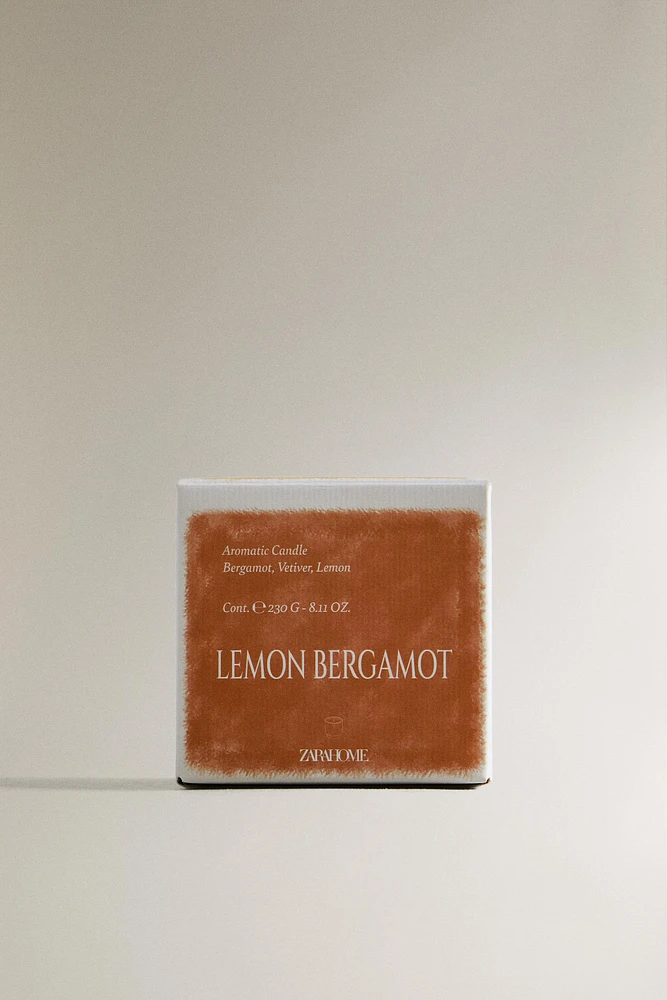 Aromatic Candle
Bergamot, Vetiver, Lemon
Cont. ℮ 230 G - 8.11 OZ.
LEMON BERGAMOT
ZARAHOME